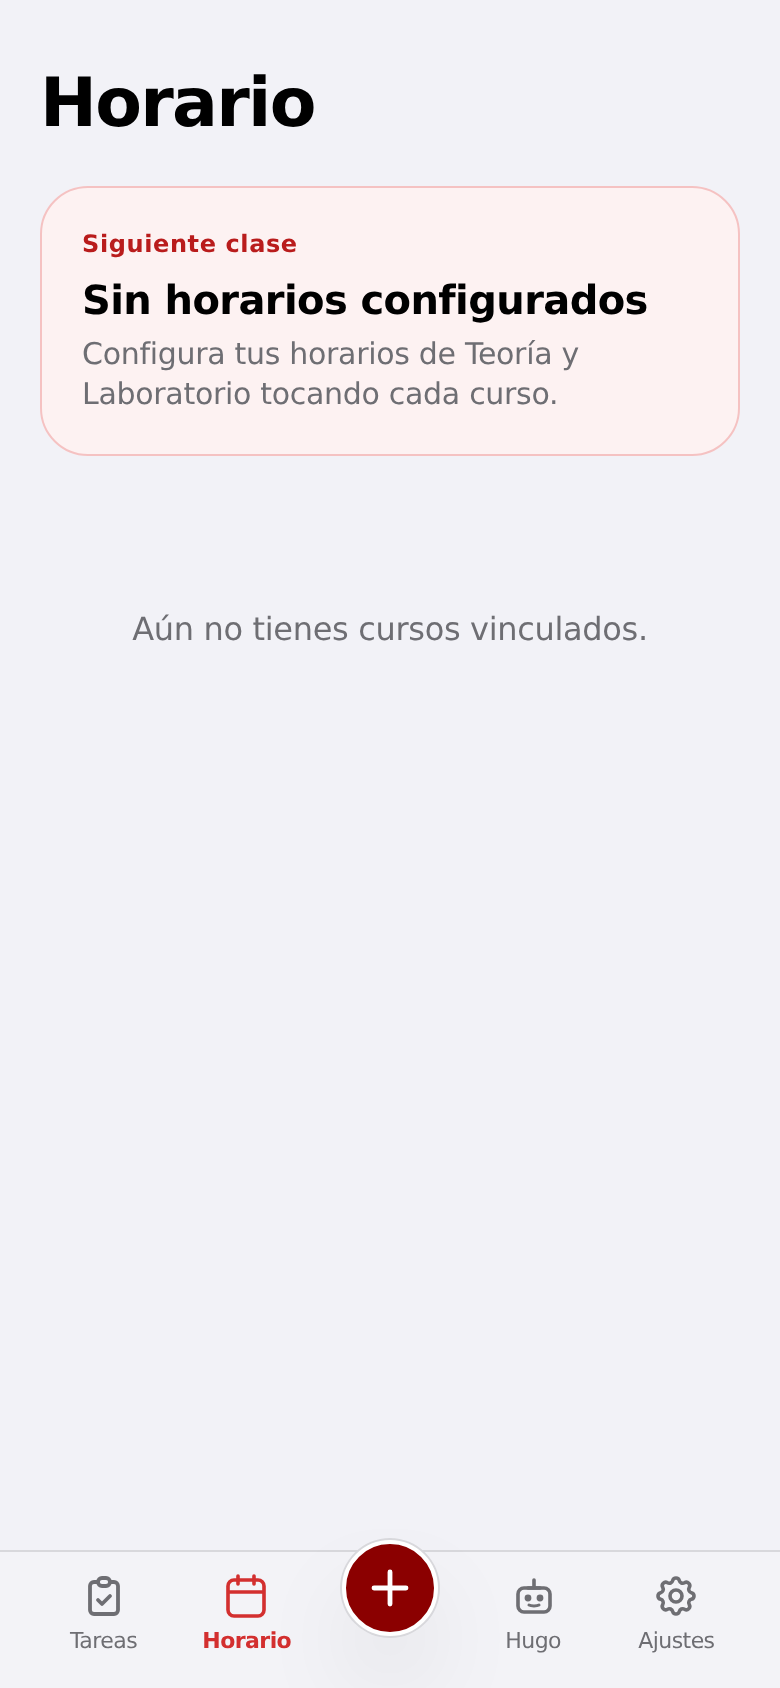 Horario
Siguiente clase
Sin horarios configurados
Configura tus horarios de Teoría y
Laboratorio tocando cada curso.
Aún no tienes cursos vinculados.
Tareas
Horario
Hugo
Ajustes